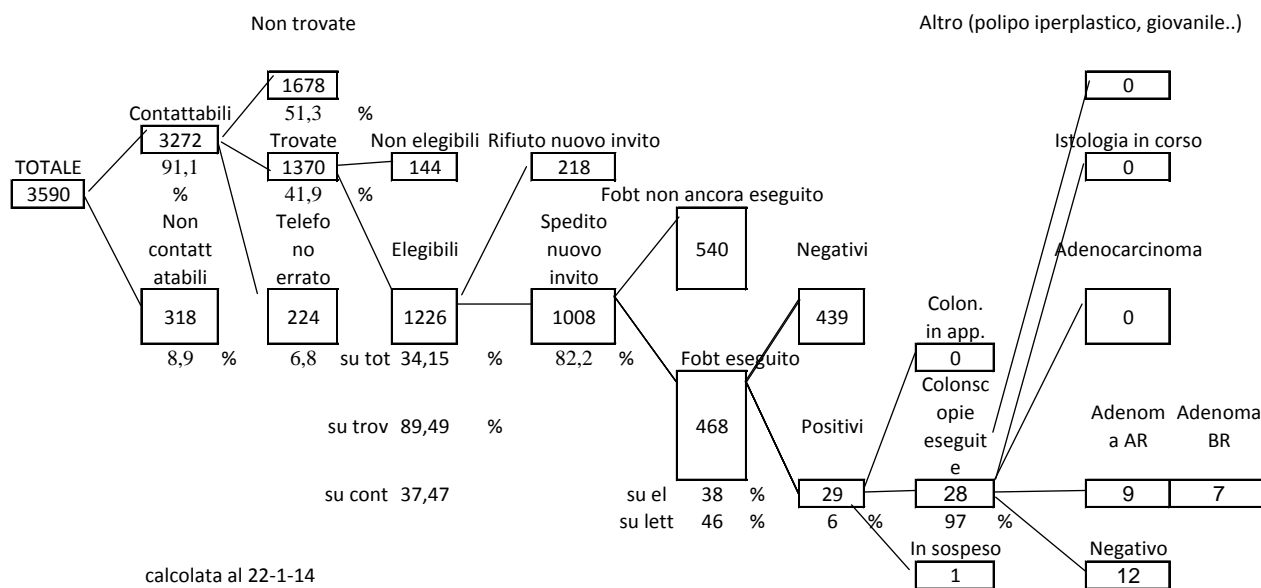 Non trovate
Altro (polipo iperplastico, giovanile..)
1678
0
Contattabili
51,3 %
3272
Trovate
Non elegibili
Rifiuto nuovo invito
Istologia in corso
TOTALE
91,1
1370
144
218
0
3590
%
41,9 %
Fobt non ancora eseguito
Non
contatt
atabili
Telefo
no
errato
Elegibili
Spedito
nuovo
invito
540
Negativi
Adenocarcinoma
318
224
1226
1008
439
Colon.
in app.
0
8,9 %
6,8
su tot 34,15 %
82,2 %
Fobt eseguito
0
su trov 89,49 %
468
Positivi
Colonsc
opie
eseguit
e
Adenom
a AR
Adenoma
BR
su cont 37,47
su el 38 %
29
28
9
7
su lett 46 %
6 %
97 %
In sospeso
Negativo
calcolata al 22-1-14
1
12